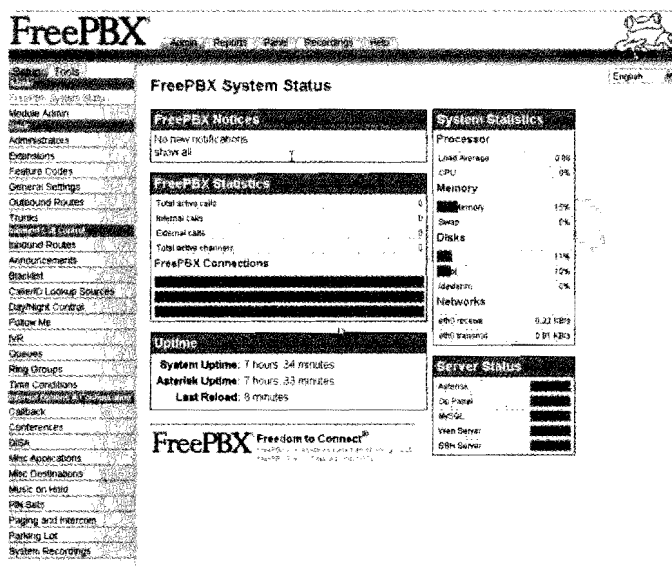 FreePBX
Admin Reports Panel Recordings Help
English
Setup Tools
FreePBX System Status
Module Admin
Administrators
Extensions
Feature Codes
General Settings
Outbound Routes
Trunks
Inbound Routes
Announcements
Blacklist
CallerID Lookup Sources
Day/Night Control
Follow Me
IVR
Queues
Ring Groups
Time Conditions
Callback
Conferences
DISA
Misc Applications
Misc Destinations
Music on Hold
PIN Sets
Paging and Intercom
Parking Lot
System Recordings
FreePBX System Status
FreePBX Notices
No new notifications
show all
FreePBX Statistics
Total active calls 0
Internal calls 0
External calls 0
Total active channels 0
FreePBX Connections
Uptime
System Uptime: 7 hours, 34 minutes
Asterisk Uptime: 7 hours, 33 minutes
Last Reload: 8 minutes
FreePBX Freedom to Connect®
System Statistics
Processor
Load Average
CPU 0%
Memory
Memory 15%
Swap 0%
Disks
11%
10%
0%
Networks
eth0 receive 0.22 KB/s
eth0 transmit 0.91 KB/s
Server Status
Asterisk
Op Panel
MySQL
Web Server
SSH Server